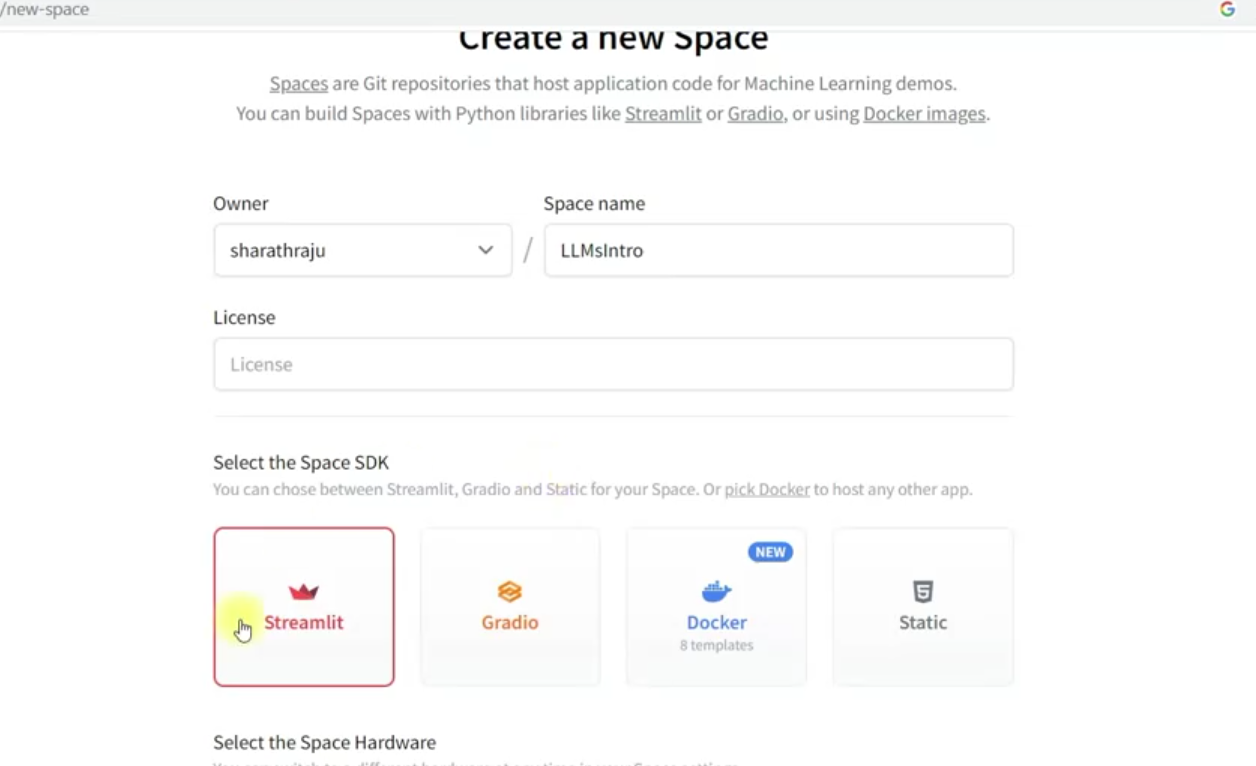 /new-space
Create a new Space
Spaces are Git repositories that host application code for Machine Learning demos.
You can build Spaces with Python libraries like Streamlit or Gradio, or using Docker images.
Owner
Space name
sharathraju
/
LLMsIntro
License
License
Select the Space SDK
You can chose between Streamlit, Gradio and Static for your Space. Or pick Docker to host any other app.
NEW
Streamlit
Gradio
Docker
Static
8 templates
Select the Space Hardware